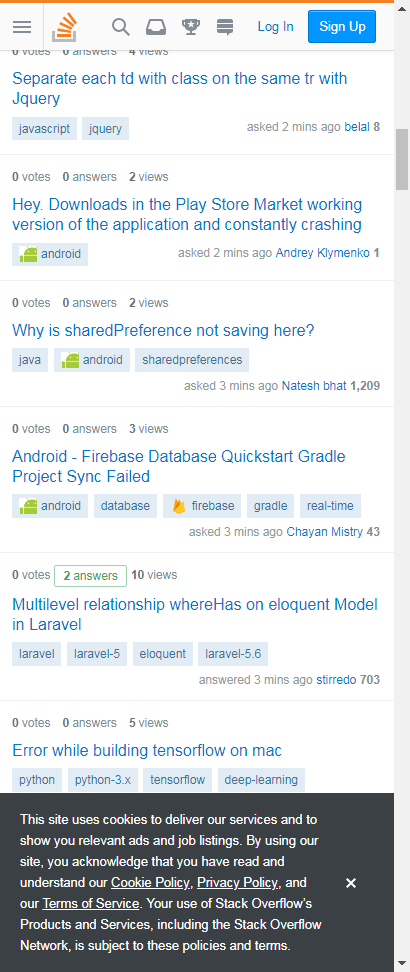 Log In Sign Up
0 votes 0 answers 4 views
Separate each td with class on the same tr with
Jquery
javascript jquery
asked 2 mins ago belal 8
0 votes 0 answers 2 views
Hey. Downloads in the Play Store Market working
version of the application and constantly crashing
android
asked 2 mins ago Andrey Klymenko 1
0 votes 0 answers 2 views
Why is sharedPreference not saving here?
java android sharedpreferences
asked 3 mins ago Natesh bhat 1,209
0 votes 0 answers 3 views
Android - Firebase Database Quickstart Gradle
Project Sync Failed
android database firebase gradle real-time
asked 3 mins ago Chayan Mistry 43
0 votes 2 answers 10 views
Multilevel relationship whereHas on eloquent Model
in Laravel
laravel laravel-5 eloquent laravel-5.6
answered 3 mins ago stirredo 703
0 votes 0 answers 5 views
Error while building tensorflow on mac
python python-3.x tensorflow deep-learning
This site uses cookies to deliver our services and to
show you relevant ads and job listings. By using our
site, you acknowledge that you have read and
understand our Cookie Policy, Privacy Policy, and
our Terms of Service. Your use of Stack Overflow's
Products and Services, including the Stack Overflow
Network, is subject to these policies and terms.